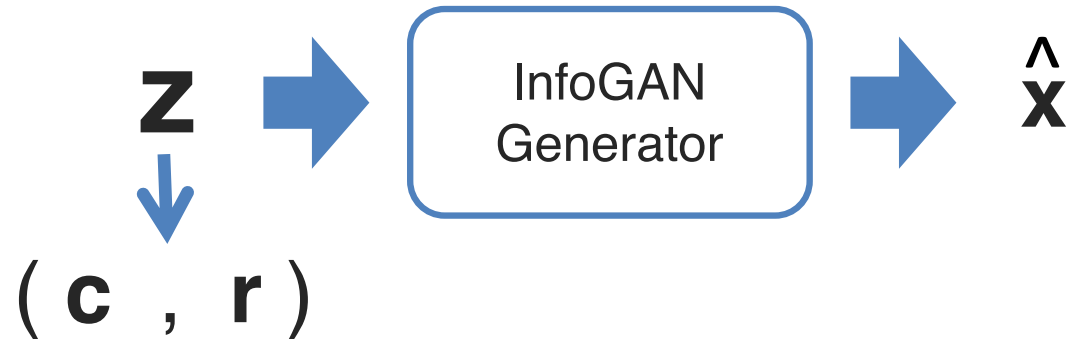 z
InfoGAN
Generator
x̂
( c , r )